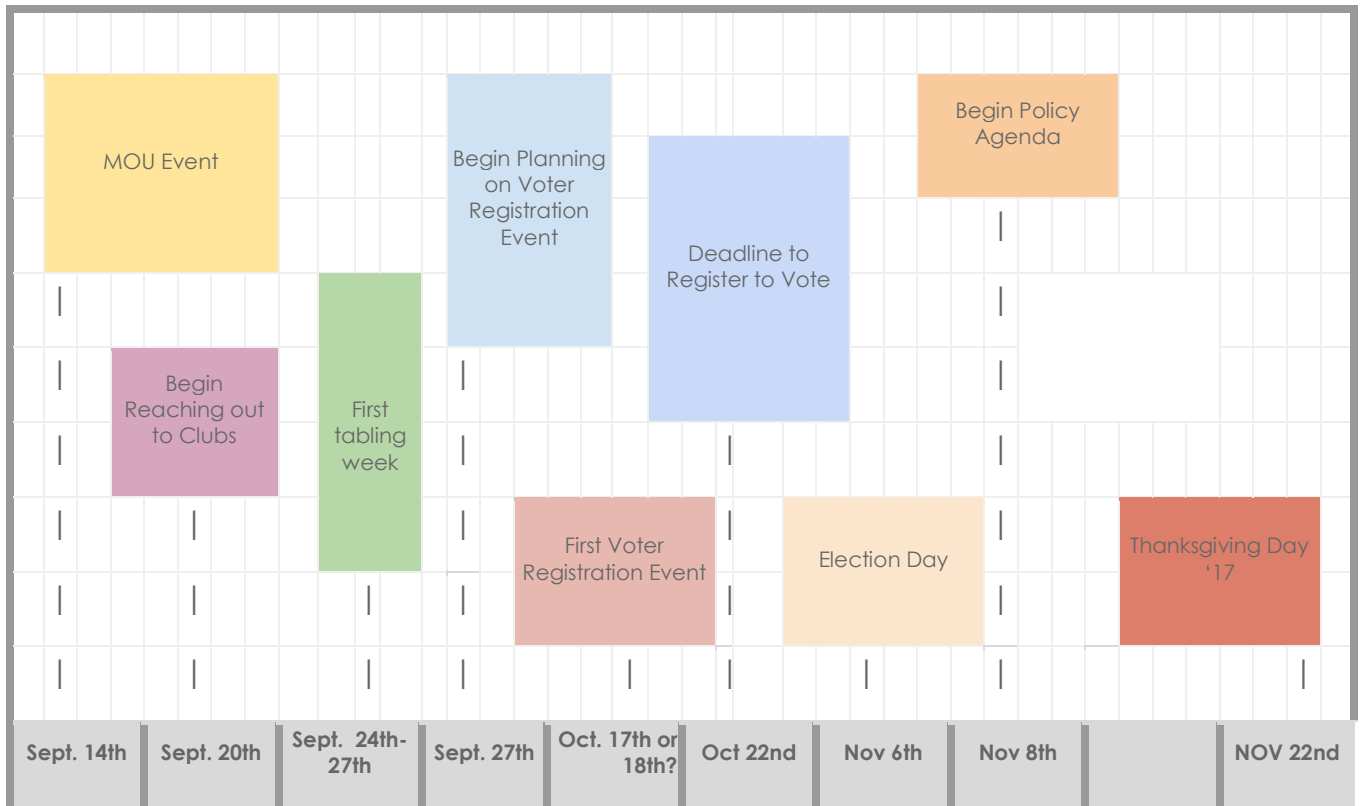 MOU Event
Begin
Reaching out
to Clubs
First
tabling
week
Begin Planning
on Voter
Registration
Event
First Voter
Registration Event
Deadline to
Register to Vote
Election Day
Begin Policy
Agenda
Thanksgiving Day
‘17
Sept. 14th
Sept. 20th
Sept. 24th-
27th
Sept. 27th
Oct. 17th or
18th?
Oct 22nd
Nov 6th
Nov 8th
NOV 22nd